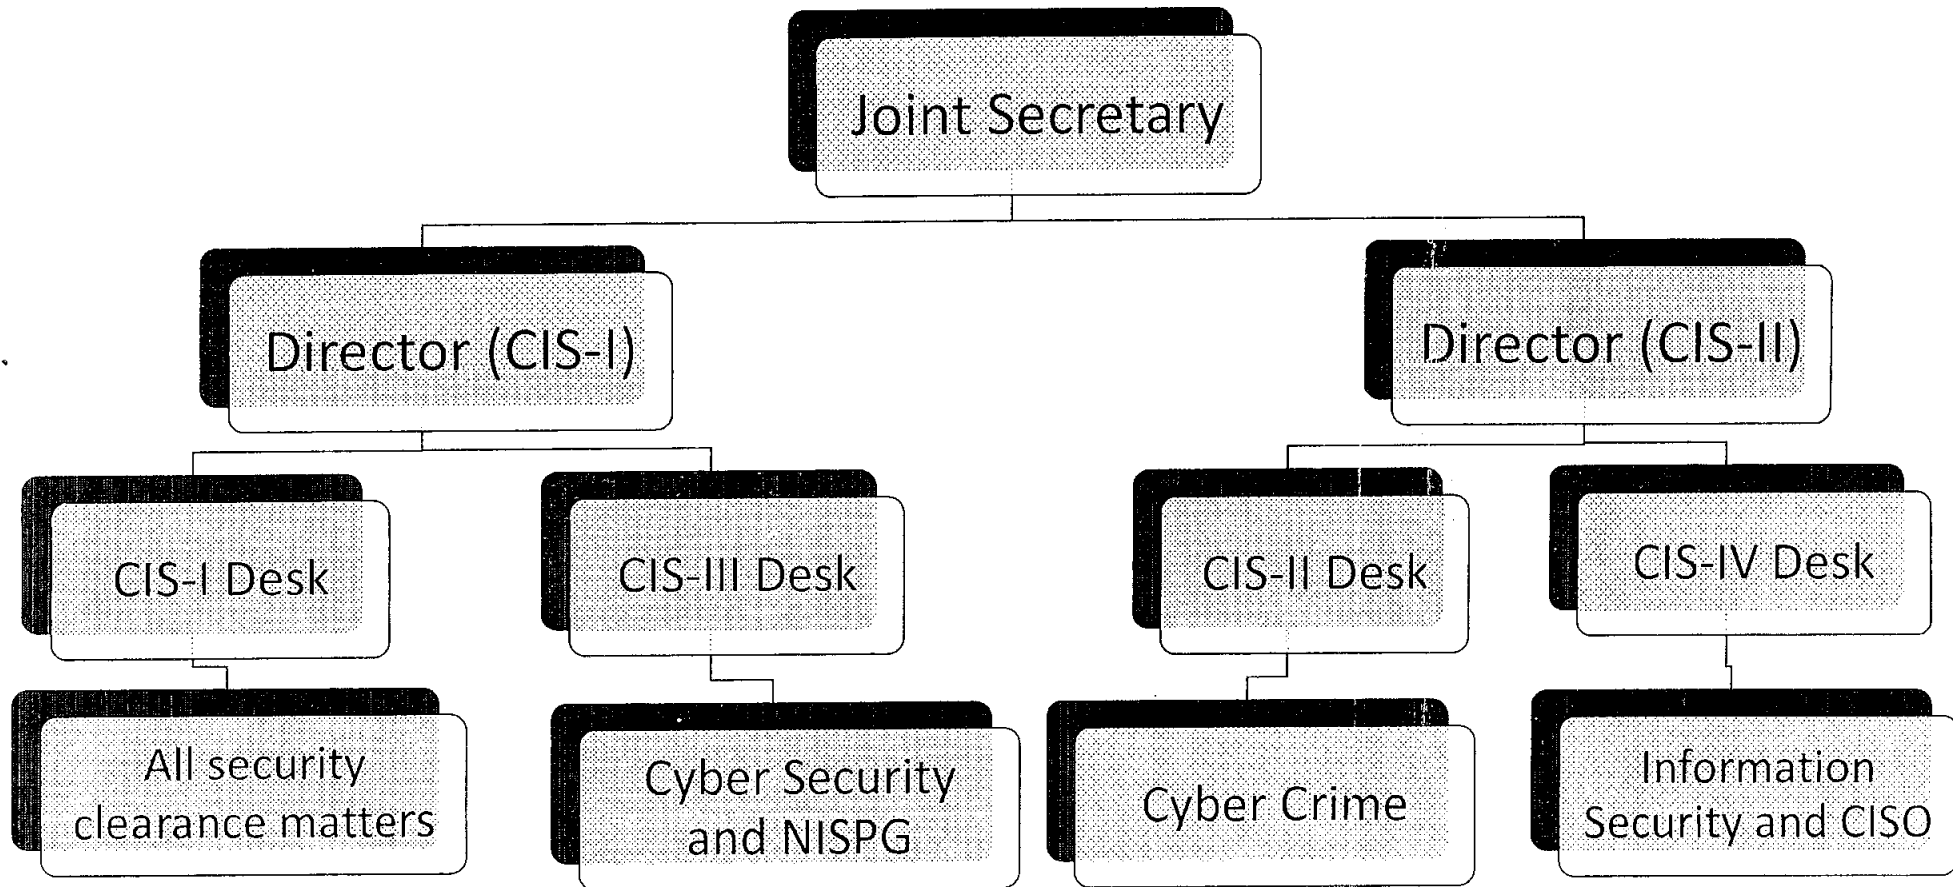 Joint Secretary
Director (CIS-I)
Director (CIS-II)
CIS-I Desk
CIS-III Desk
CIS-II Desk
CIS-IV Desk
All security
clearance matters
Cyber Security
and NISPG
Cyber Crime
Information
Security and CISO